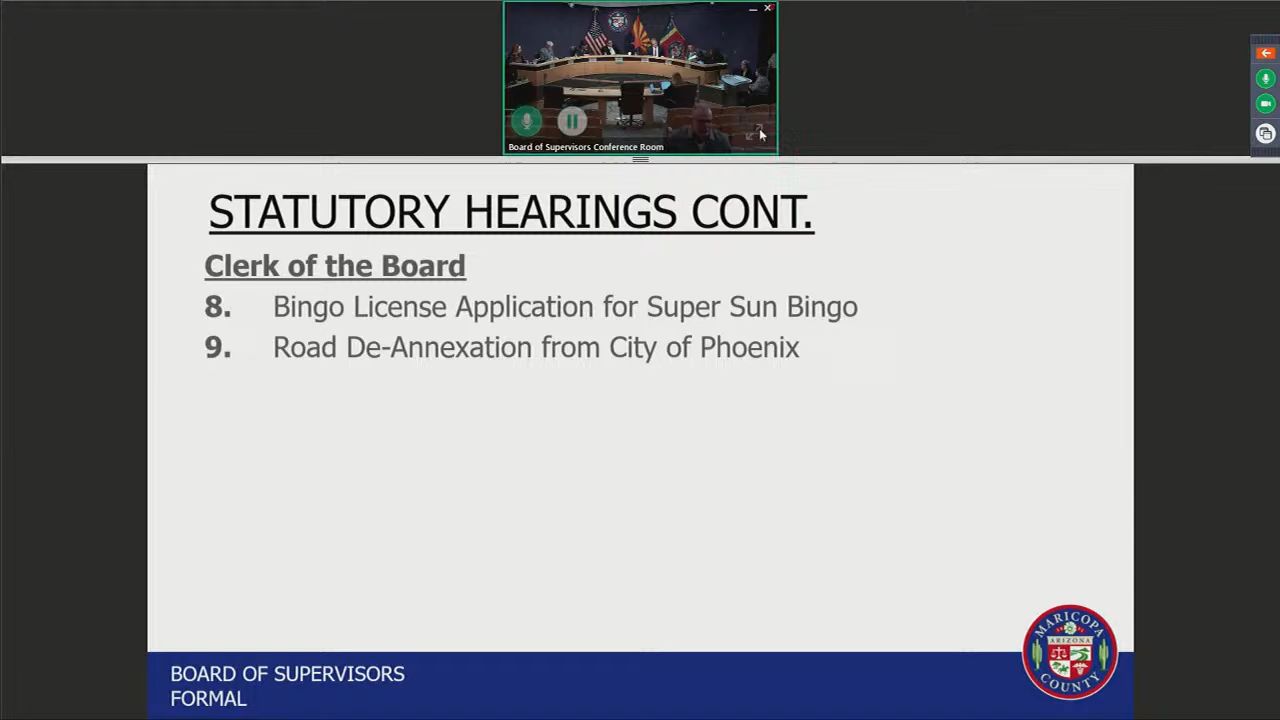 Board of Supervisors Conference Room
STATUTORY HEARINGS CONT.
Clerk of the Board
8. Bingo License Application for Super Sun Bingo
9. Road De-Annexation from City of Phoenix
BOARD OF SUPERVISORS
FORMAL
MARICOPA
ARIZONA
COUNTY